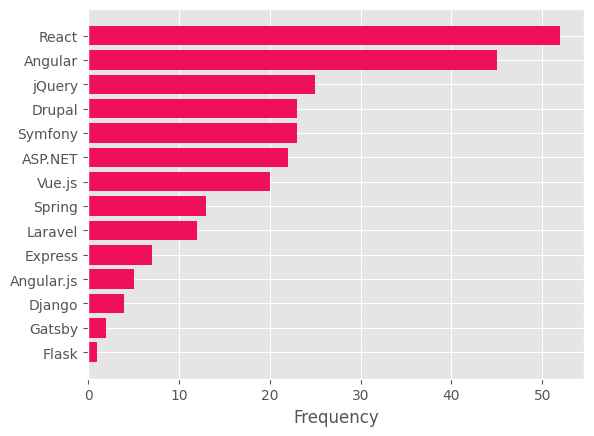 React
Angular
jQuery
Drupal
Symfony
ASP.NET
Vue.js
Spring
Laravel
Express
Angular.js
Django
Gatsby
Flask
0 10 20 30 40 50
Frequency